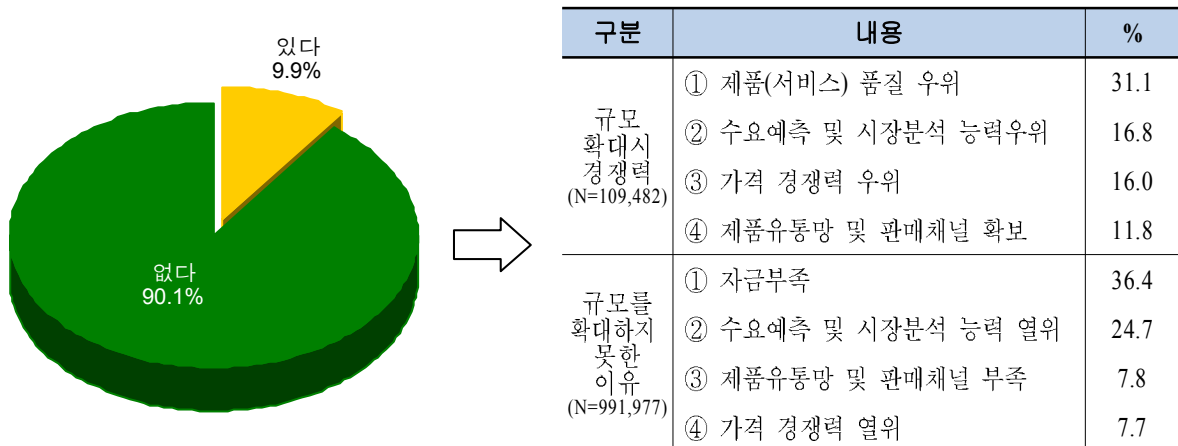 있다
9.9%
없다
90.1%
구분 내용 %
규모
확대시
경쟁력
(N=109,482)
① 제품(서비스) 품질 우위 31.1
② 수요예측 및 시장분석 능력우위 16.8
③ 가격 경쟁력 우위 16.0
④ 제품유통망 및 판매채널 확보 11.8
규모를
확대하지
못한
이유
(N=991,977)
① 자금부족 36.4
② 수요예측 및 시장분석 능력 열위 24.7
③ 제품유통망 및 판매채널 부족 7.8
④ 가격 경쟁력 열위 7.7